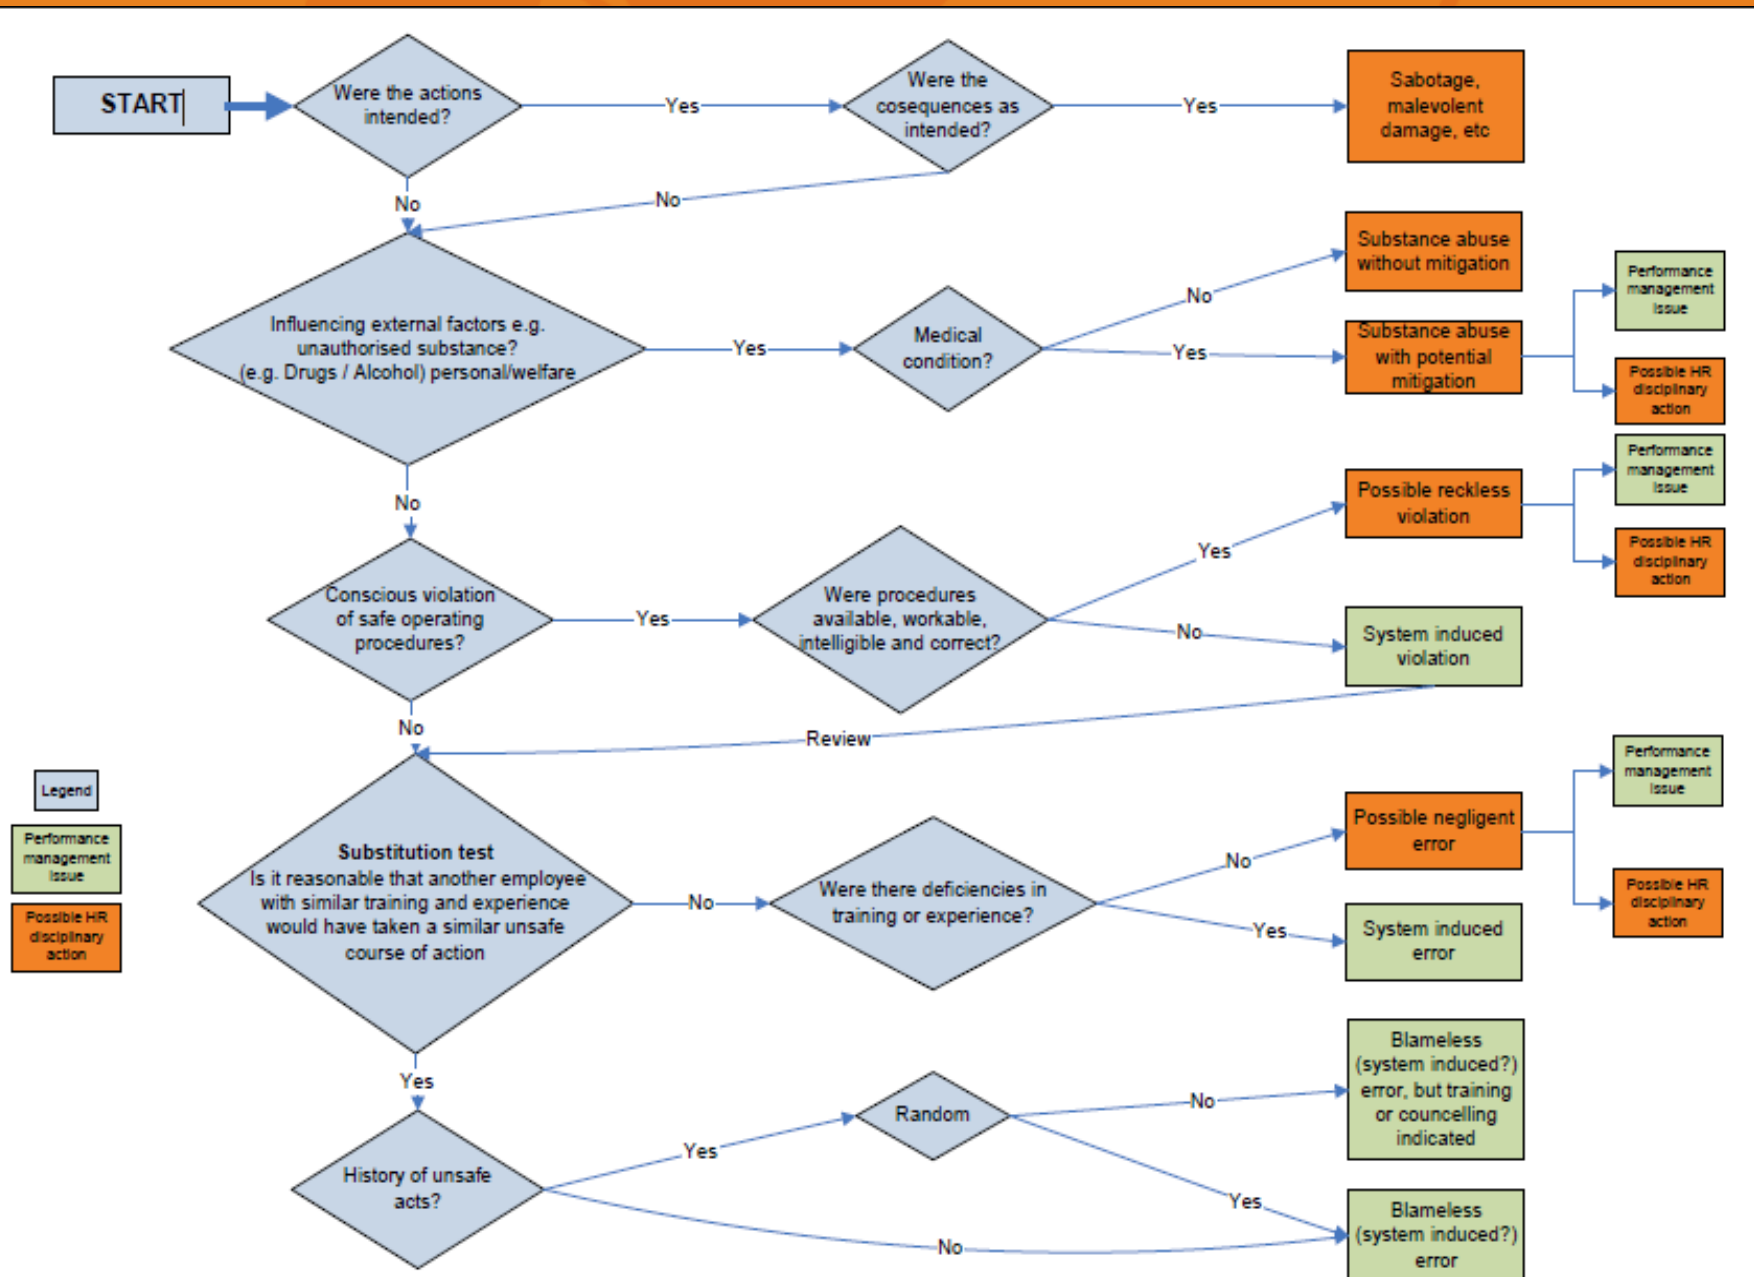 START
Were the actions
intended?
Yes
Were the
cosequences as
intended?
Yes
Sabotage,
malevolent
damage, etc
No
No
Influencing external factors e.g.
unauthorised substance?
(e.g. Drugs / Alcohol) personal/welfare
Yes
Medical
condition?
No
Substance abuse
without mitigation
Yes
Substance abuse
with potential
mitigation
Performance
management
issue
Possible HR
disciplinary
action
No
Conscious violation
of safe operating
procedures?
Yes
Were procedures
available, workable,
intelligible and correct?
Yes
Possible reckless
violation
Performance
management
issue
Possible HR
disciplinary
action
No
System induced
violation
No
Review
Legend
Performance
management
issue
Possible HR
disciplinary
action
Substitution test
Is it reasonable that another employee
with similar training and experience
would have taken a similar unsafe
course of action
No
Were there deficiencies in
training or experience?
No
Possible negligent
error
Performance
management
issue
Possible HR
disciplinary
action
Yes
System induced
error
Yes
History of unsafe
acts?
Yes
Random
No
Blameless
(system induced?)
error, but training
or councelling
indicated
Yes
No
Blameless
(system induced?)
error